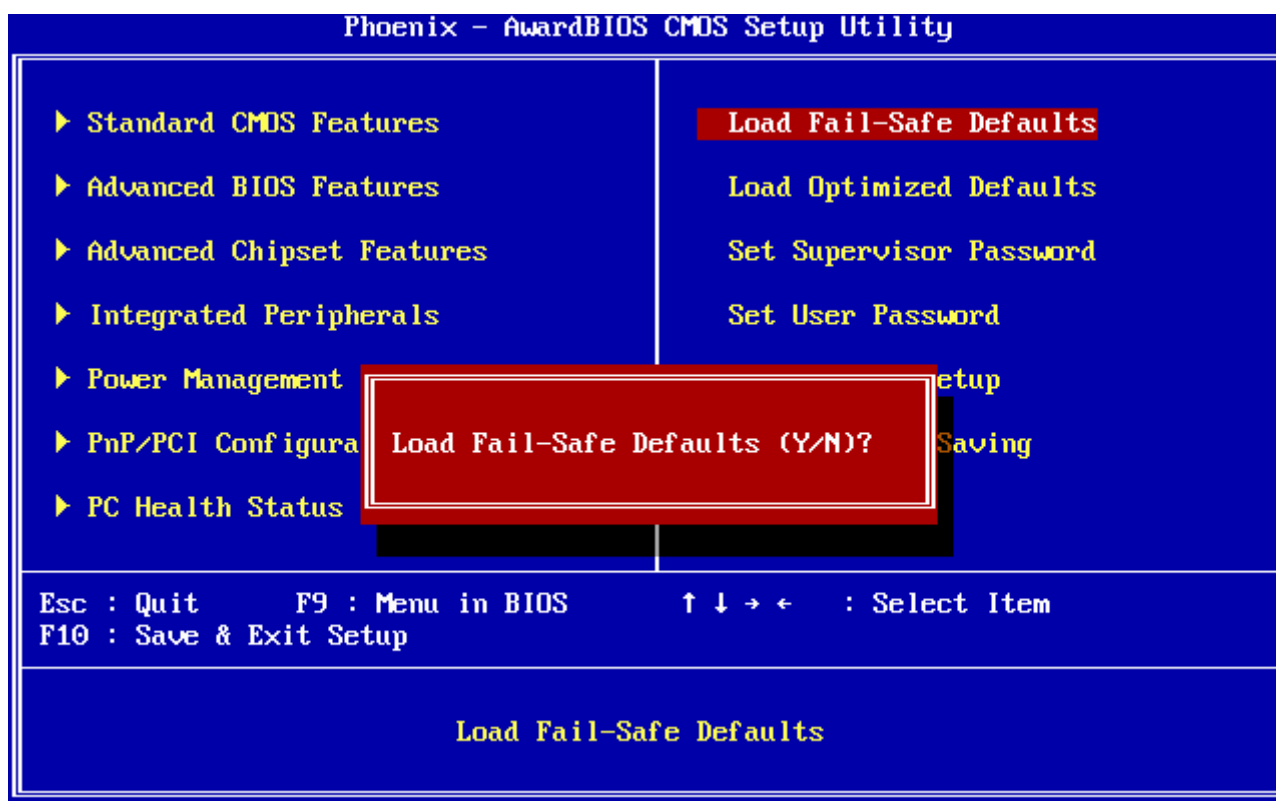 Phoenix - AwardBIOS CMOS Setup Utility
Standard CMOS Features
Advanced BIOS Features
Advanced Chipset Features
Integrated Peripherals
Power Management
PnP/PCI Configura
PC Health Status
Load Fail-Safe Defaults
Load Optimized Defaults
Set Supervisor Password
Set User Password
etup
Saving
Load Fail-Safe Defaults (Y/N)?
Esc : Quit F9 : Menu in BIOS ↑ ↓ → ← : Select Item
F10 : Save & Exit Setup
Load Fail-Safe Defaults